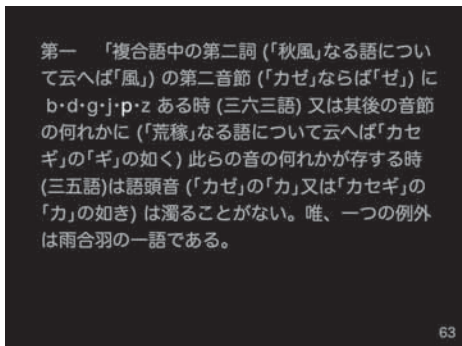 第一　「複合語中の第二詞 (「秋風」なる語につい
て云へば「風」) の第二音節 (「カゼ」ならば「ゼ」) に
b・d・g・j・p・z ある時 (三六三語) 又は其後の音節
の何れかに (「荒稼」なる語について云へば「カセ
ギ」の「ギ」の如く) 此らの音の何れかが存する時
(三五語)は語頭音 (「カゼ」の「カ」又は「カセギ」の
「カ」の如き) は濁ることがない。唯、一つの例外
は雨合羽の一語である。
63